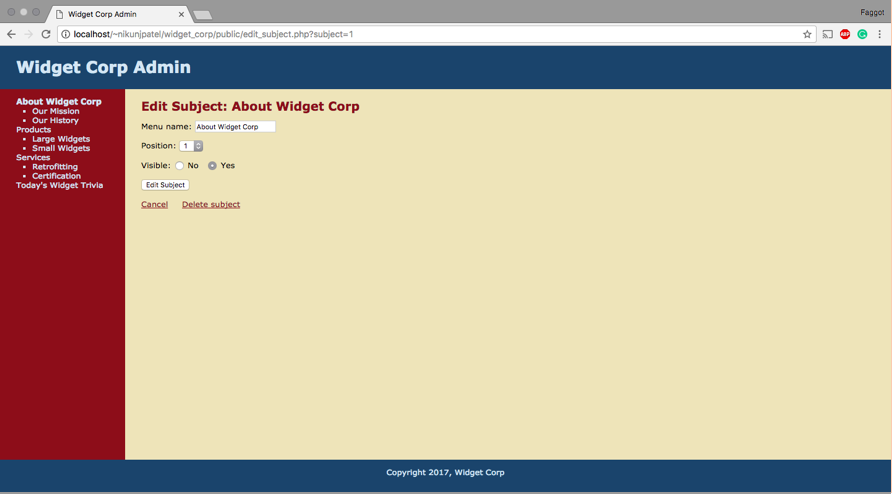 Widget Corp Admin
Faggot
localhost/~nikunjpatel/widget_corp/public/edit_subject.php?subject=1
ABP
Widget Corp Admin
About Widget Corp
Our Mission
Our History
Products
Large Widgets
Small Widgets
Services
Retrofitting
Certification
Today's Widget Trivia
Edit Subject: About Widget Corp
Menu name: About Widget Corp
Position: 1
Visible: No Yes
Edit Subject
Cancel Delete subject
Copyright 2017, Widget Corp